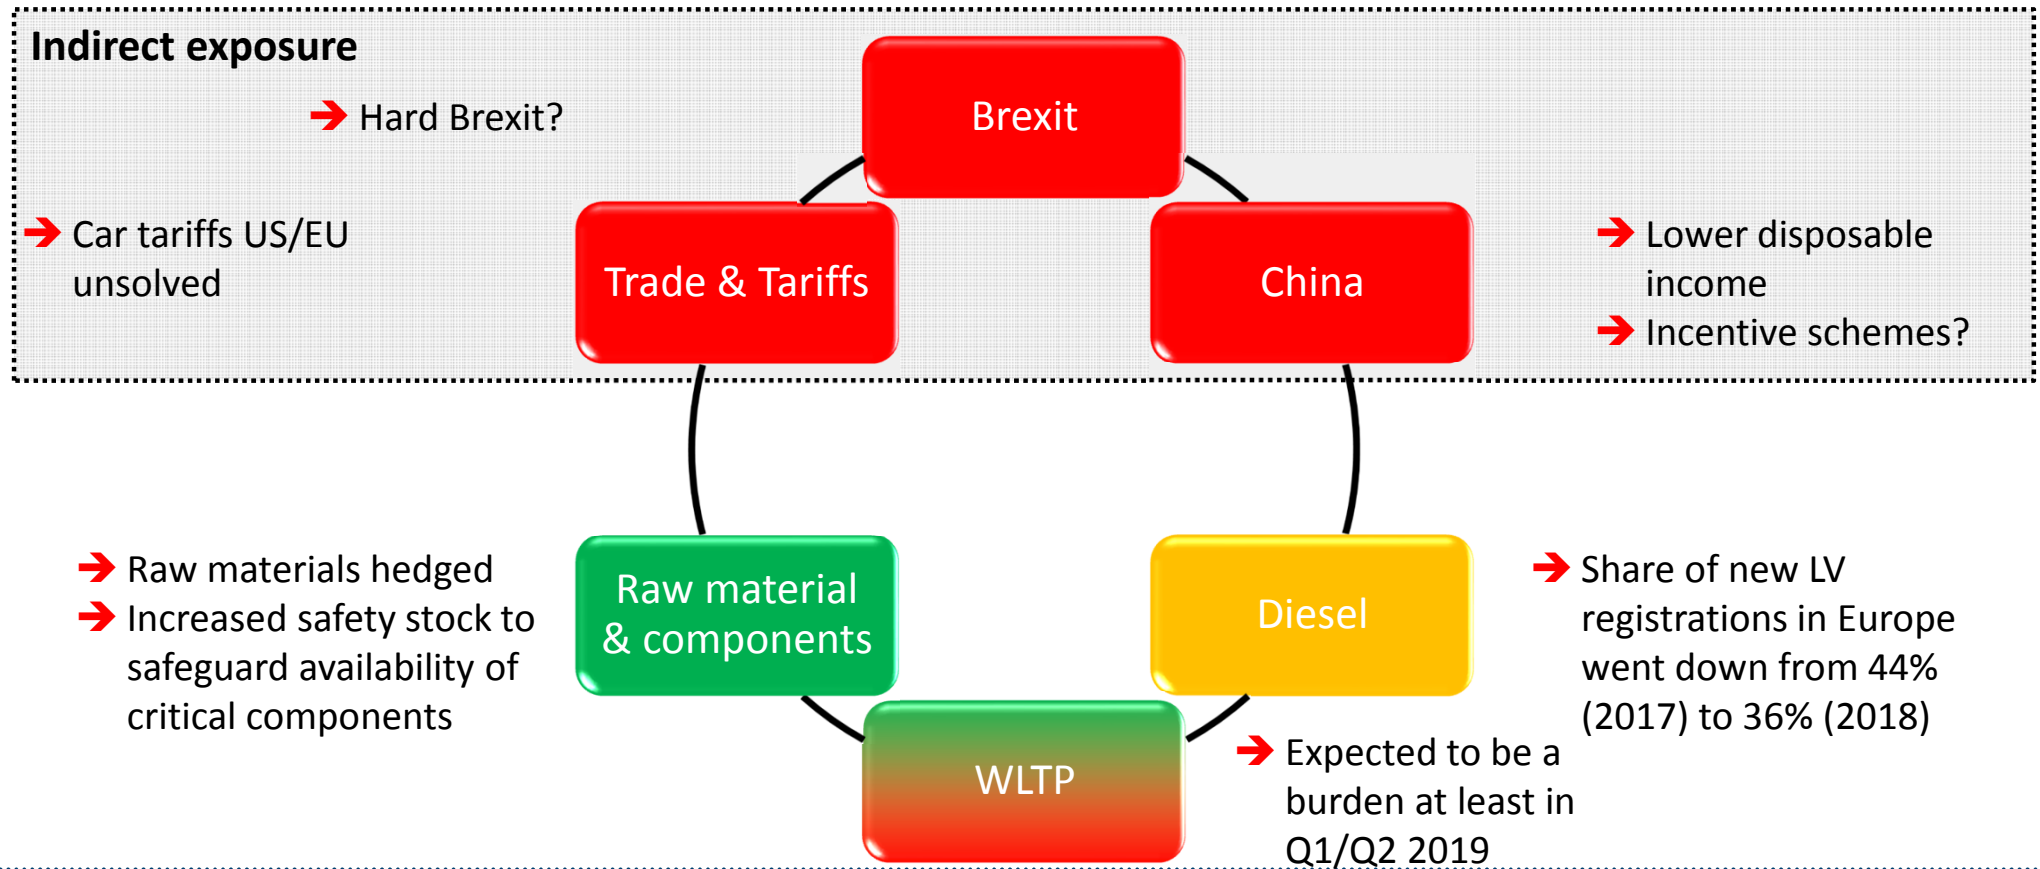 Indirect exposure
➔ Hard Brexit?
Brexit
➔ Car tariffs US/EU
unsolved
Trade & Tariffs
China
➔ Lower disposable
income
➔ Incentive schemes?
➔ Raw materials hedged
➔ Increased safety stock to
safeguard availability of
critical components
Raw material
& components
Diesel
➔ Share of new LV
registrations in Europe
went down from 44%
(2017) to 36% (2018)
WLTP
➔ Expected to be a
burden at least in
Q1/Q2 2019